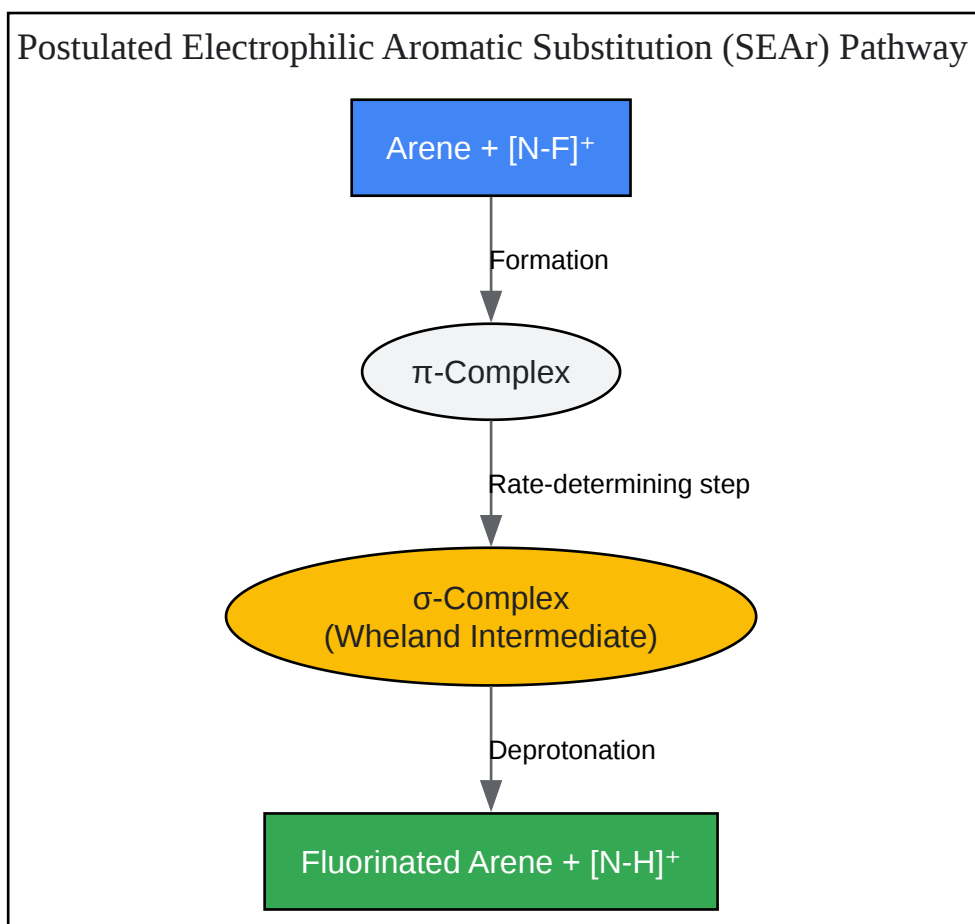 Postulated Electrophilic Aromatic Substitution (SEAr) Pathway
Arene + [N-F]⁺
Formation
π-Complex
Rate-determining step
σ-Complex
(Wheland Intermediate)
Deprotonation
Fluorinated Arene + [N-H]⁺